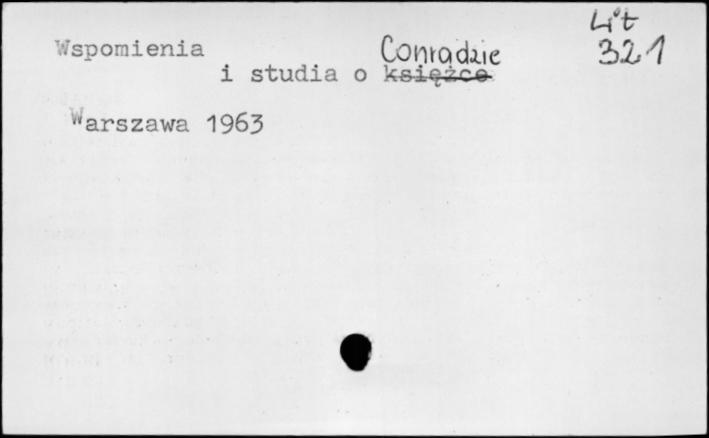 Lit
321
Wspomienia
Conradzie
i studia o książce
Warszawa 1963